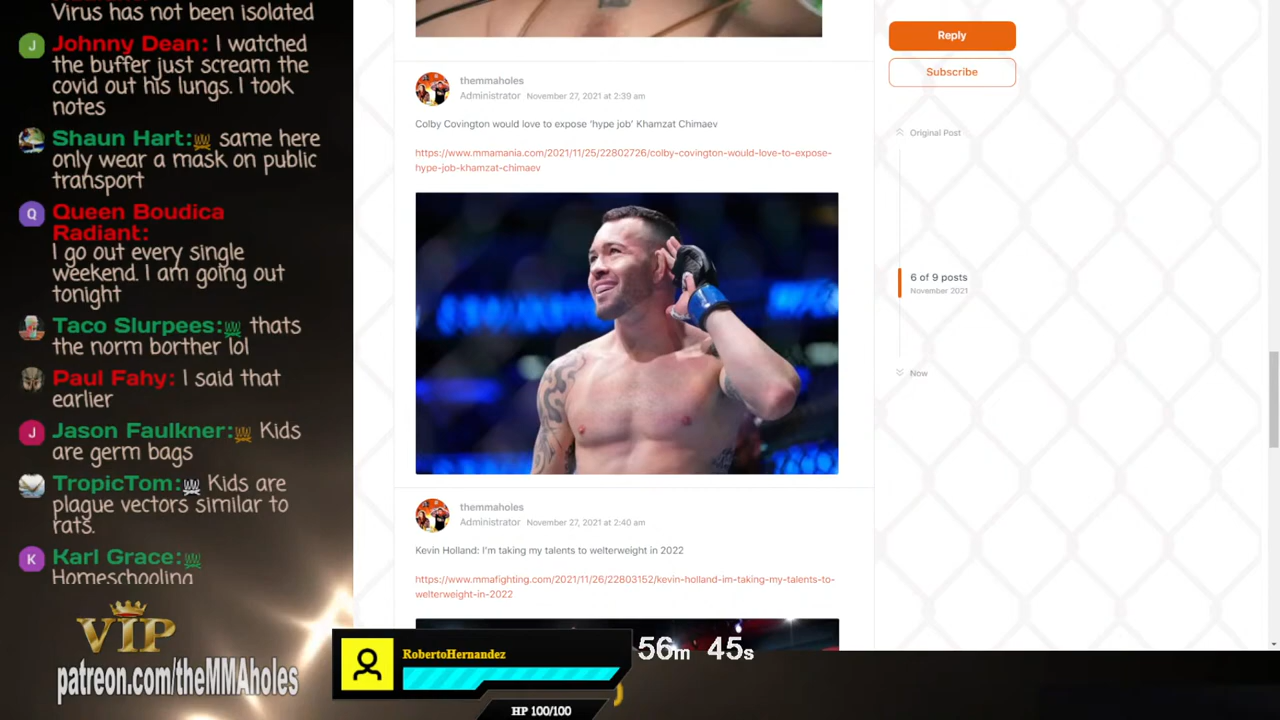 Virus has not been isolated
J
Johnny Dean: I watched
the buffer just scream the
covid out his lungs. I took
notes
Shaun Hart: same here
only wear a mask on public
transport
Q
Queen Boudica
Radiant:
I go out every single
weekend. I am going out
tonight
Taco Slurpees: thats
the norm borther lol
Paul Fahy: I said that
earlier
J
Jason Faulkner: Kids
are germ bags
TropicTom: Kids are
plague vectors similar to
rats.
K
Karl Grace:
Homeschooling
VIP
patreon.com/theMMAholes
themmaholes
Administrator November 27, 2021 at 2:39 am
Colby Covington would love to expose ‘hype job’ Khamzat Chimaev
https://www.mmamania.com/2021/11/25/22802726/colby-covington-would-love-to-expose-
hype-job-khamzat-chimaev
themmaholes
Administrator November 27, 2021 at 2:40 am
Kevin Holland: I'm taking my talents to welterweight in 2022
https://www.mmafighting.com/2021/11/26/22803152/kevin-holland-im-taking-my-talents-to-
welterweight-in-2022
RobertoHernandez
HP 100/100
56m 45s
Reply
Subscribe
Original Post
6 of 9 posts
November 2021
Now